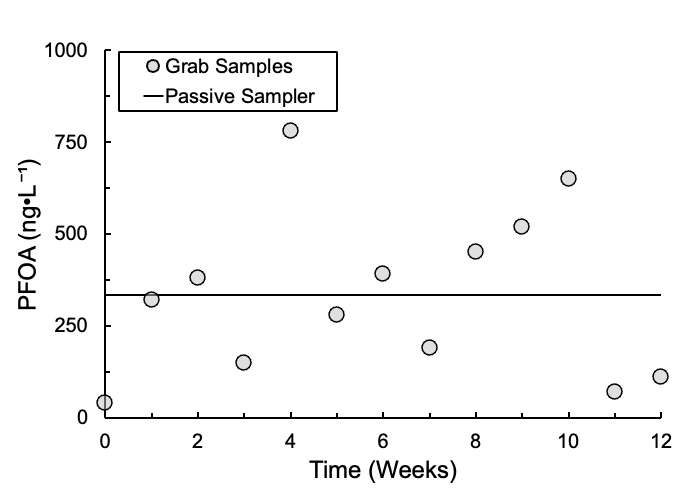 1000
Grab Samples
Passive Sampler
750
500
250
0
PFOA (ng•L⁻¹)
0 2 4 6 8 10 12
Time (Weeks)